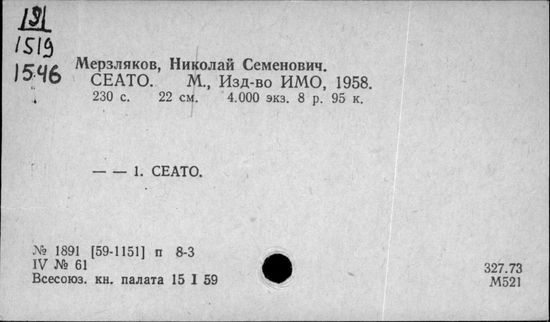 1519
1546
Мерзляков, Николай Семенович.
СЕАТО. М., Изд-во ИМО, 1958.
230 с. 22 см. 4.000 экз. 8 р. 95 к.
— — 1. СЕАТО.
№ 1891 [59-1151] п 8-3
IV № 61
Всесоюз. кн. палата 15 I 59
327.73
М521